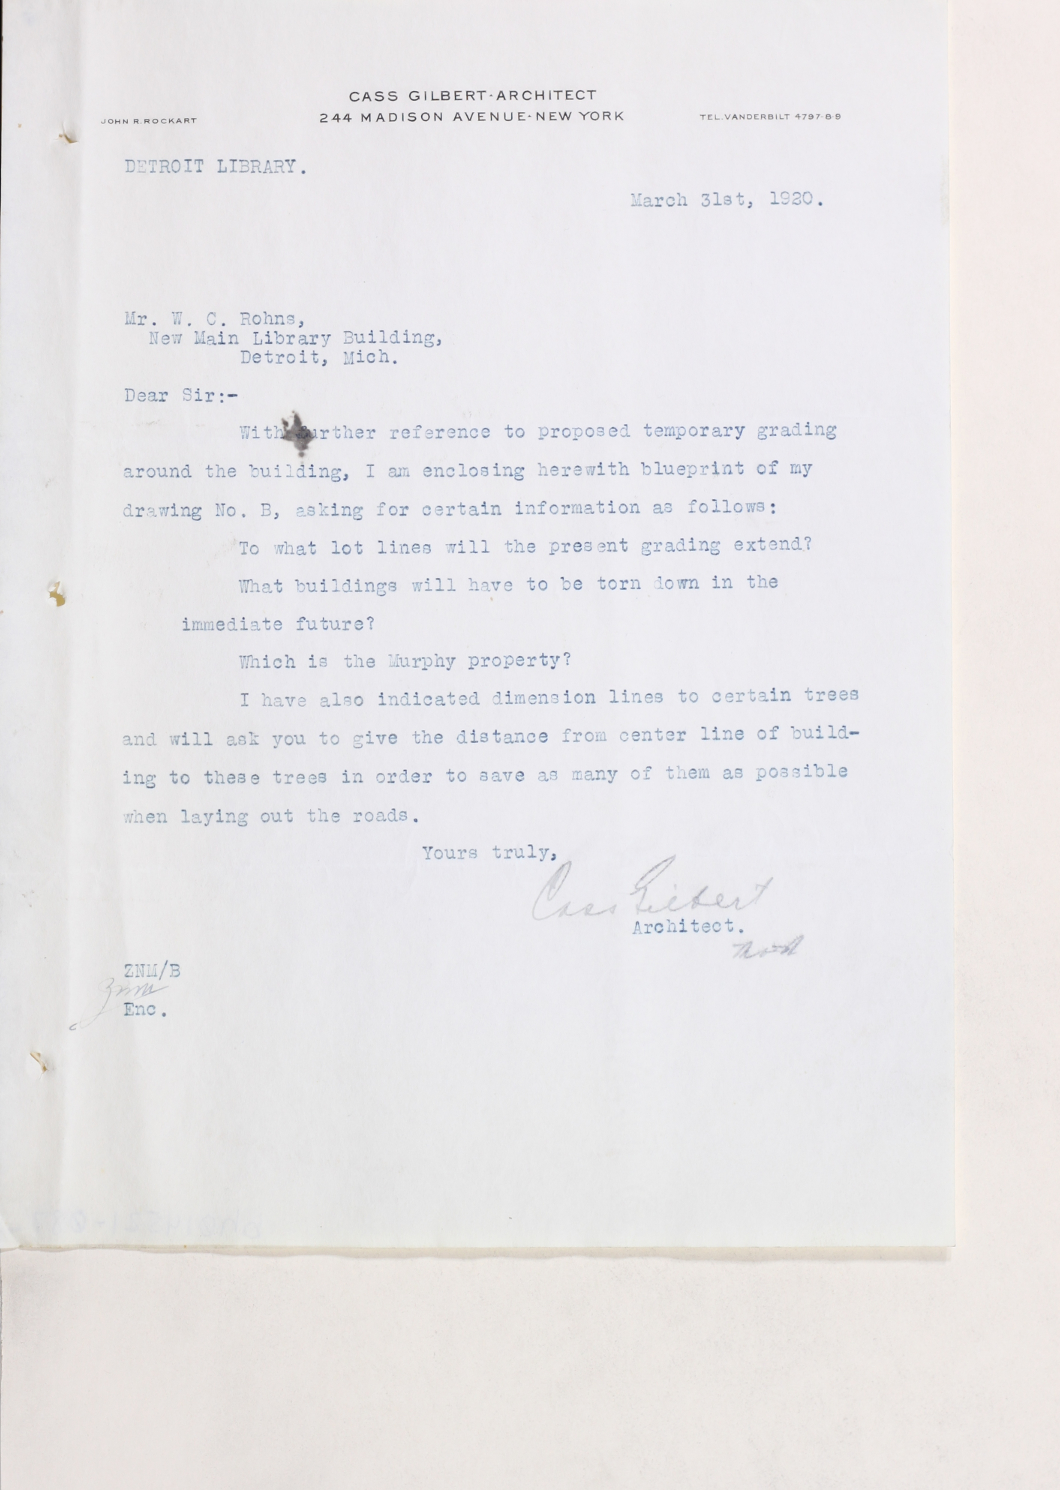 CASS GILBERT-ARCHITECT
244 MADISON AVENUE-NEW YORK
JOHN R. ROCKART
TEL. VANDERBILT 4797-8-9
DETROIT LIBRARY.
March 31st, 1920.
Mr. W. C. Rohns,
New Main Library Building,
Detroit, Mich.
Dear Sir:-
With further reference to proposed temporary grading
around the building, I am enclosing herewith blueprint of my
drawing No. B, asking for certain information as follows:
To what lot lines will the present grading extend?
What buildings will have to be torn down in the
immediate future?
Which is the Murphy property?
I have also indicated dimension lines to certain trees
and will ask you to give the distance from center line of build-
ing to these trees in order to save as many of them as possible
when laying out the roads.
Yours truly,
Cass Gilbert
Architect.
ZNM/B
znm
Enc.